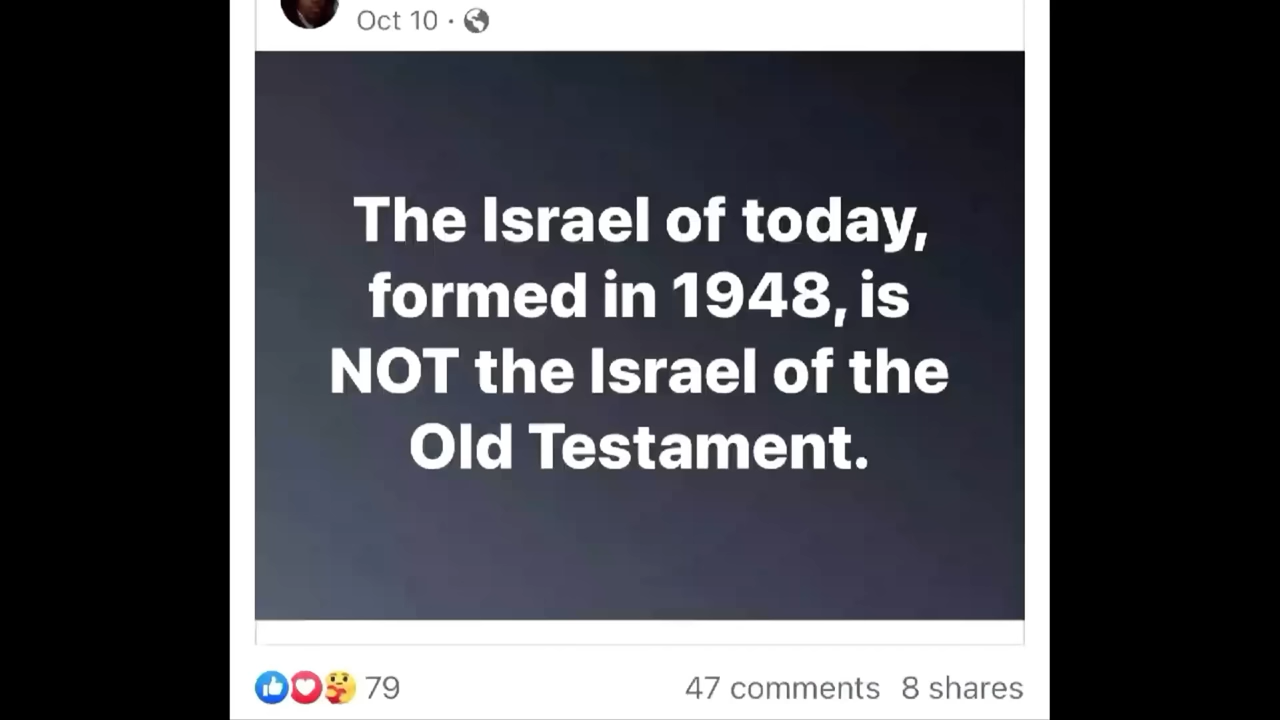 Oct 10 ·
The Israel of today,
formed in 1948, is
NOT the Israel of the
Old Testament.
79 47 comments 8 shares